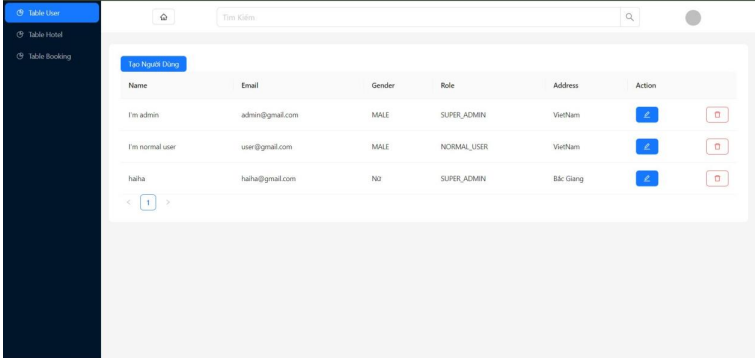 Table User
Table Hotel
Table Booking
Tìm Kiếm
Tạo Người Dùng
Name Email Gender Role Address Action
I'm admin admin@gmail.com MALE SUPER_ADMIN VietNam
I'm normal user user@gmail.com MALE NORMAL_USER VietNam
haiha haiha@gmail.com Nữ SUPER_ADMIN Bắc Giang
< 1 >